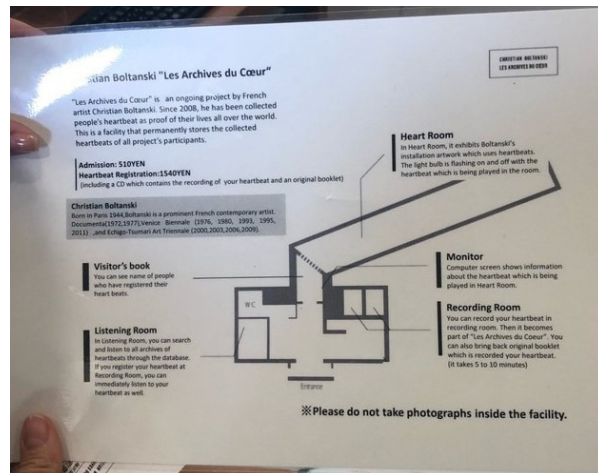 stian Boltanski "Les Archives du Cœur"
CHRISTIAN BOLTANSKI
LES ARCHIVES DU CŒUR
"Les Archives du Cœur" is an ongoing project by French
artist Christian Boltanski. Since 2008, he has been collected
people's heartbeat as proof of their lives all over the world.
This is a facility that permanently stores the collected
heartbeats of all project's participants.
Admission: 510YEN
Heartbeat Registration:1540YEN
(including a CD which contains the recording of your heartbeat and an original booklet)
Christian Boltanski
Born in Paris 1944,Boltanski is a prominent French contemporary artist.
Documenta(1972,1977),Venice Biennale (1976, 1980, 1993, 1995,
2011) ,and Echigo-Tsumari Art Triennale (2000,2003,2006,2009).
Heart Room
In Heart Room, it exhibits Boltanski's
installation artwork which uses heartbeats.
The light bulb is flashing on and off with the
heartbeat which is being played in the room.
Visitor's book
You can see name of people
who have registered their
heart beats.
Monitor
Computer screen shows information
about the heartbeat which is being
played in Heart Room.
WC
Listening Room
In Listening Room, you can search
and listen to all archives of
heartbeats through the database.
If you register your heartbeat at
Recording Room, you can
immediately listen to your
heartbeat as well.
Recording Room
You can record your heartbeat in
recording room. Then it becomes
part of "Les Archives du Coeur". You
can also bring back original booklet
which is recorded your heartbeat.
(it takes 5 to 10 minutes)
Entrance
※Please do not take photographs inside the facility.